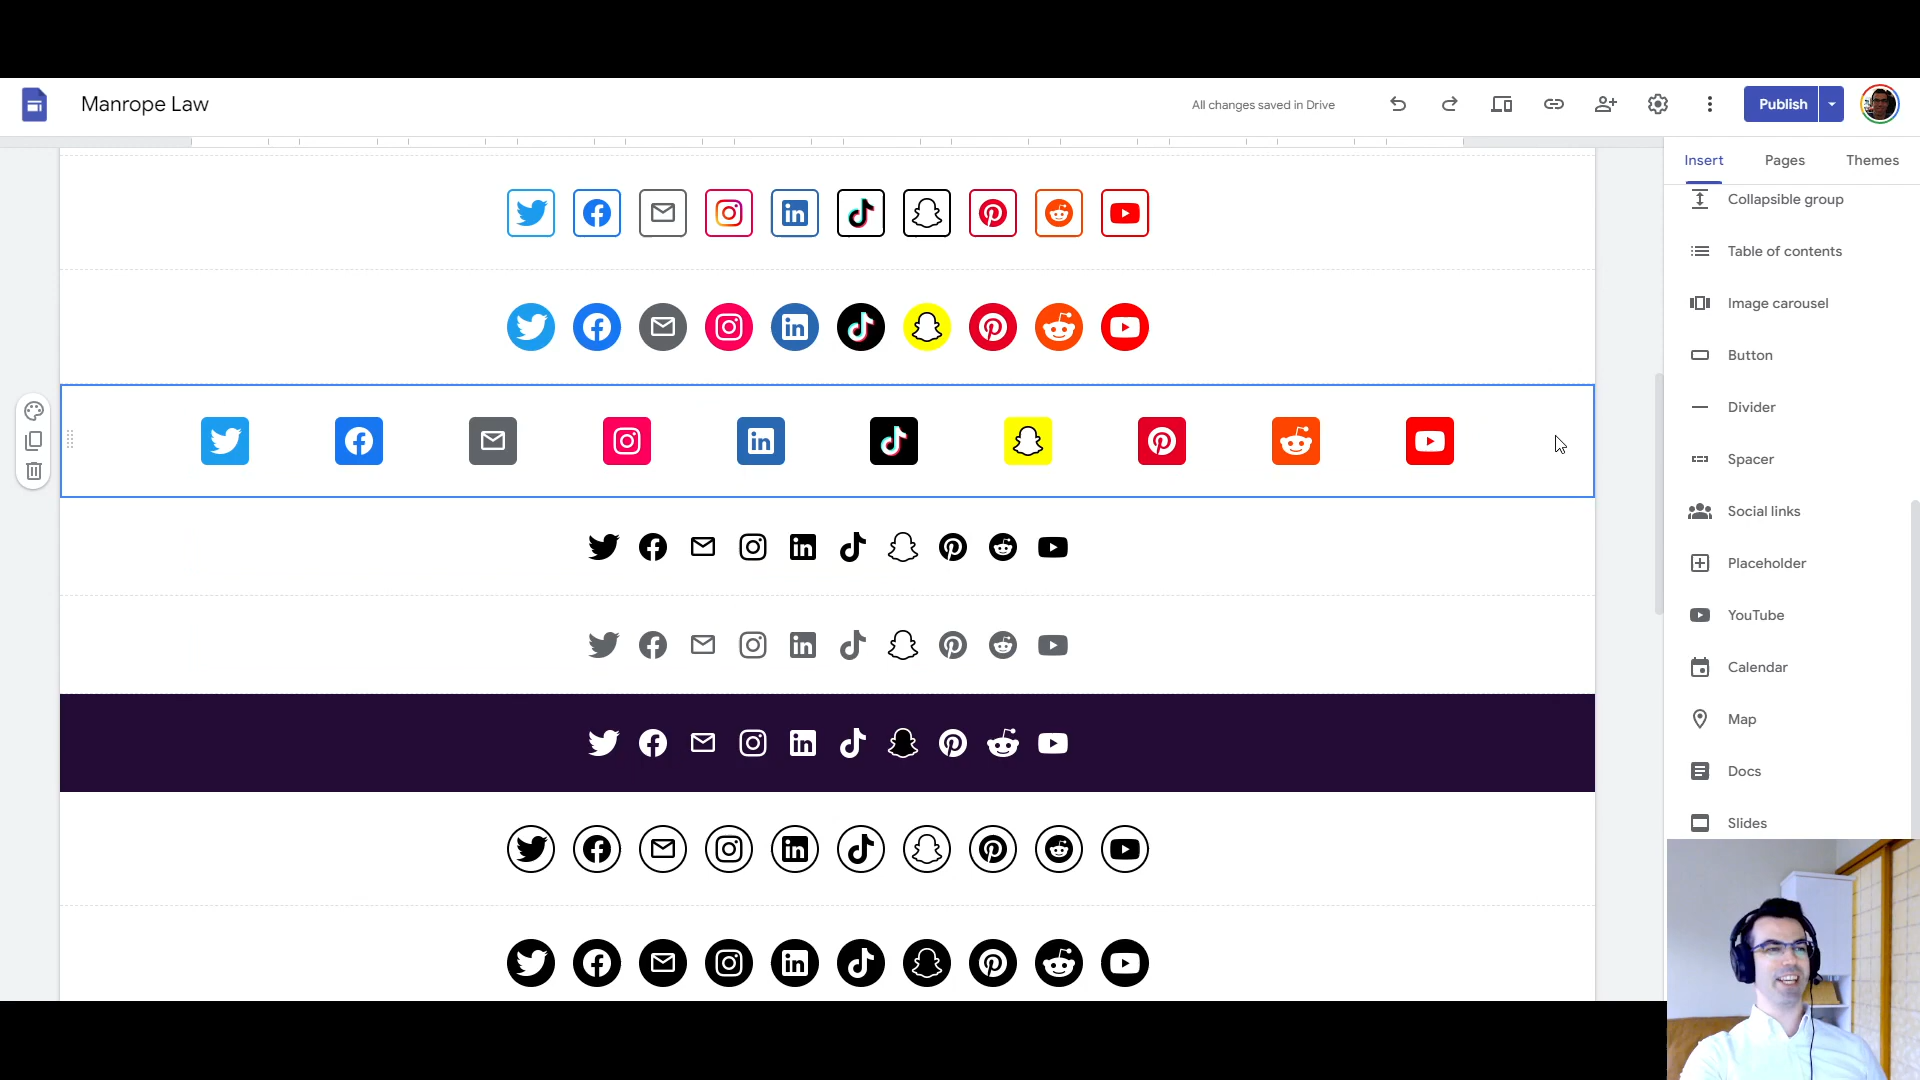 Manrope Law
All changes saved in Drive
Publish
Insert
Pages
Themes
Collapsible group
Table of contents
Image carousel
Button
Divider
Spacer
Social links
Placeholder
YouTube
Calendar
Map
Docs
Slides